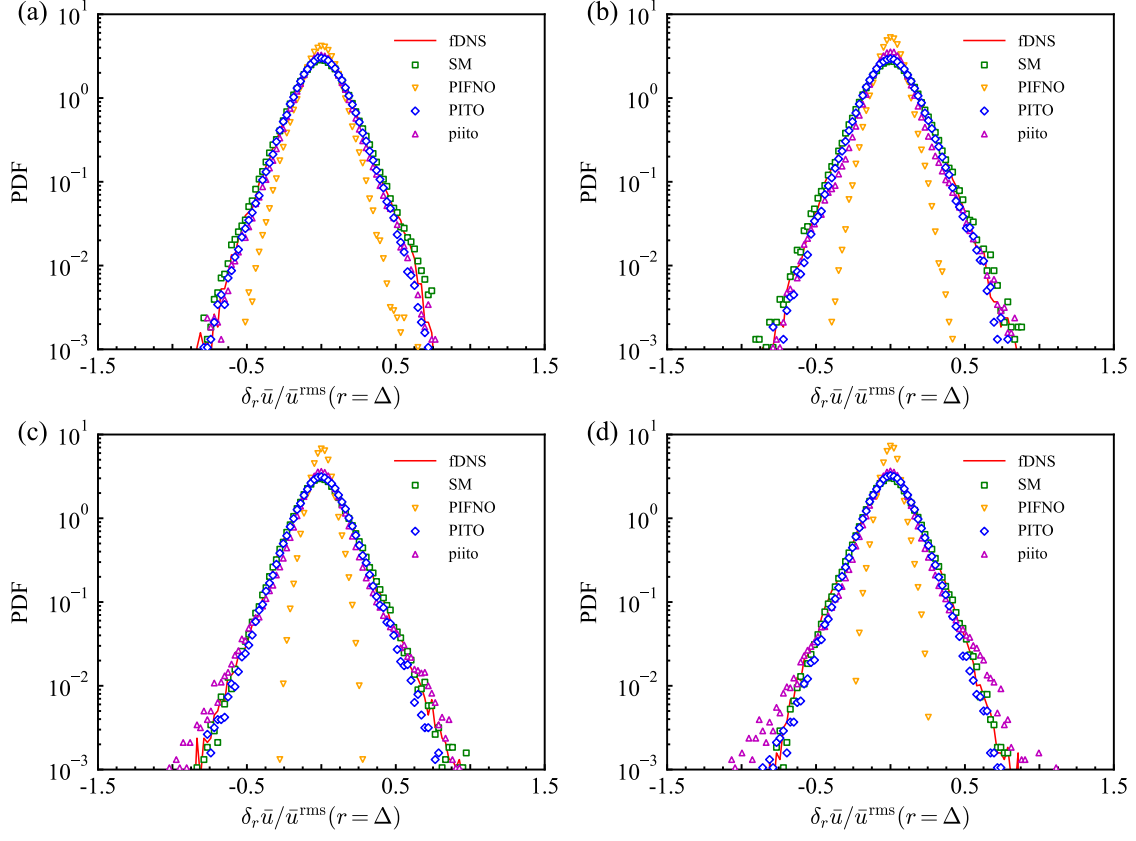 (a)
10^1
10^0
10^-1
10^-2
10^-3
PDF
fDNS
SM
PIFNO
PITO
piito
-1.5
-0.5
0.5
1.5
δ_r ū/ū^rms (r = Δ)
(b)
10^1
10^0
10^-1
10^-2
10^-3
PDF
fDNS
SM
PIFNO
PITO
piito
-1.5
-0.5
0.5
1.5
δ_r ū/ū^rms (r = Δ)
(c)
10^1
10^0
10^-1
10^-2
10^-3
PDF
fDNS
SM
PIFNO
PITO
piito
-1.5
-0.5
0.5
1.5
δ_r ū/ū^rms (r = Δ)
(d)
10^1
10^0
10^-1
10^-2
10^-3
PDF
fDNS
SM
PIFNO
PITO
piito
-1.5
-0.5
0.5
1.5
δ_r ū/ū^rms (r = Δ)